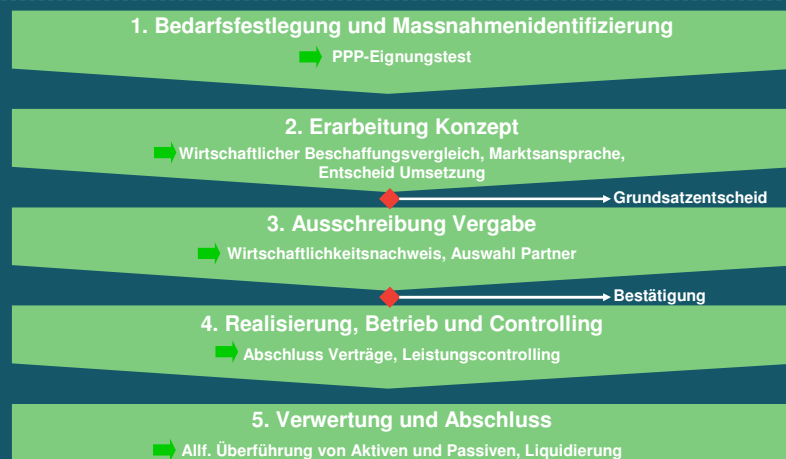 1. Bedarfsfestlegung und Massnahmenidentifizierung
PPP-Eignungstest
2. Erarbeitung Konzept
Wirtschaftlicher Beschaffungsvergleich, Marktsansprache,
Entscheid Umsetzung
Grundsatzentscheid
3. Ausschreibung Vergabe
Wirtschaftlichkeitsnachweis, Auswahl Partner
Bestätigung
4. Realisierung, Betrieb und Controlling
Abschluss Verträge, Leistungscontrolling
5. Verwertung und Abschluss
Allf. Überführung von Aktiven und Passiven, Liquidierung